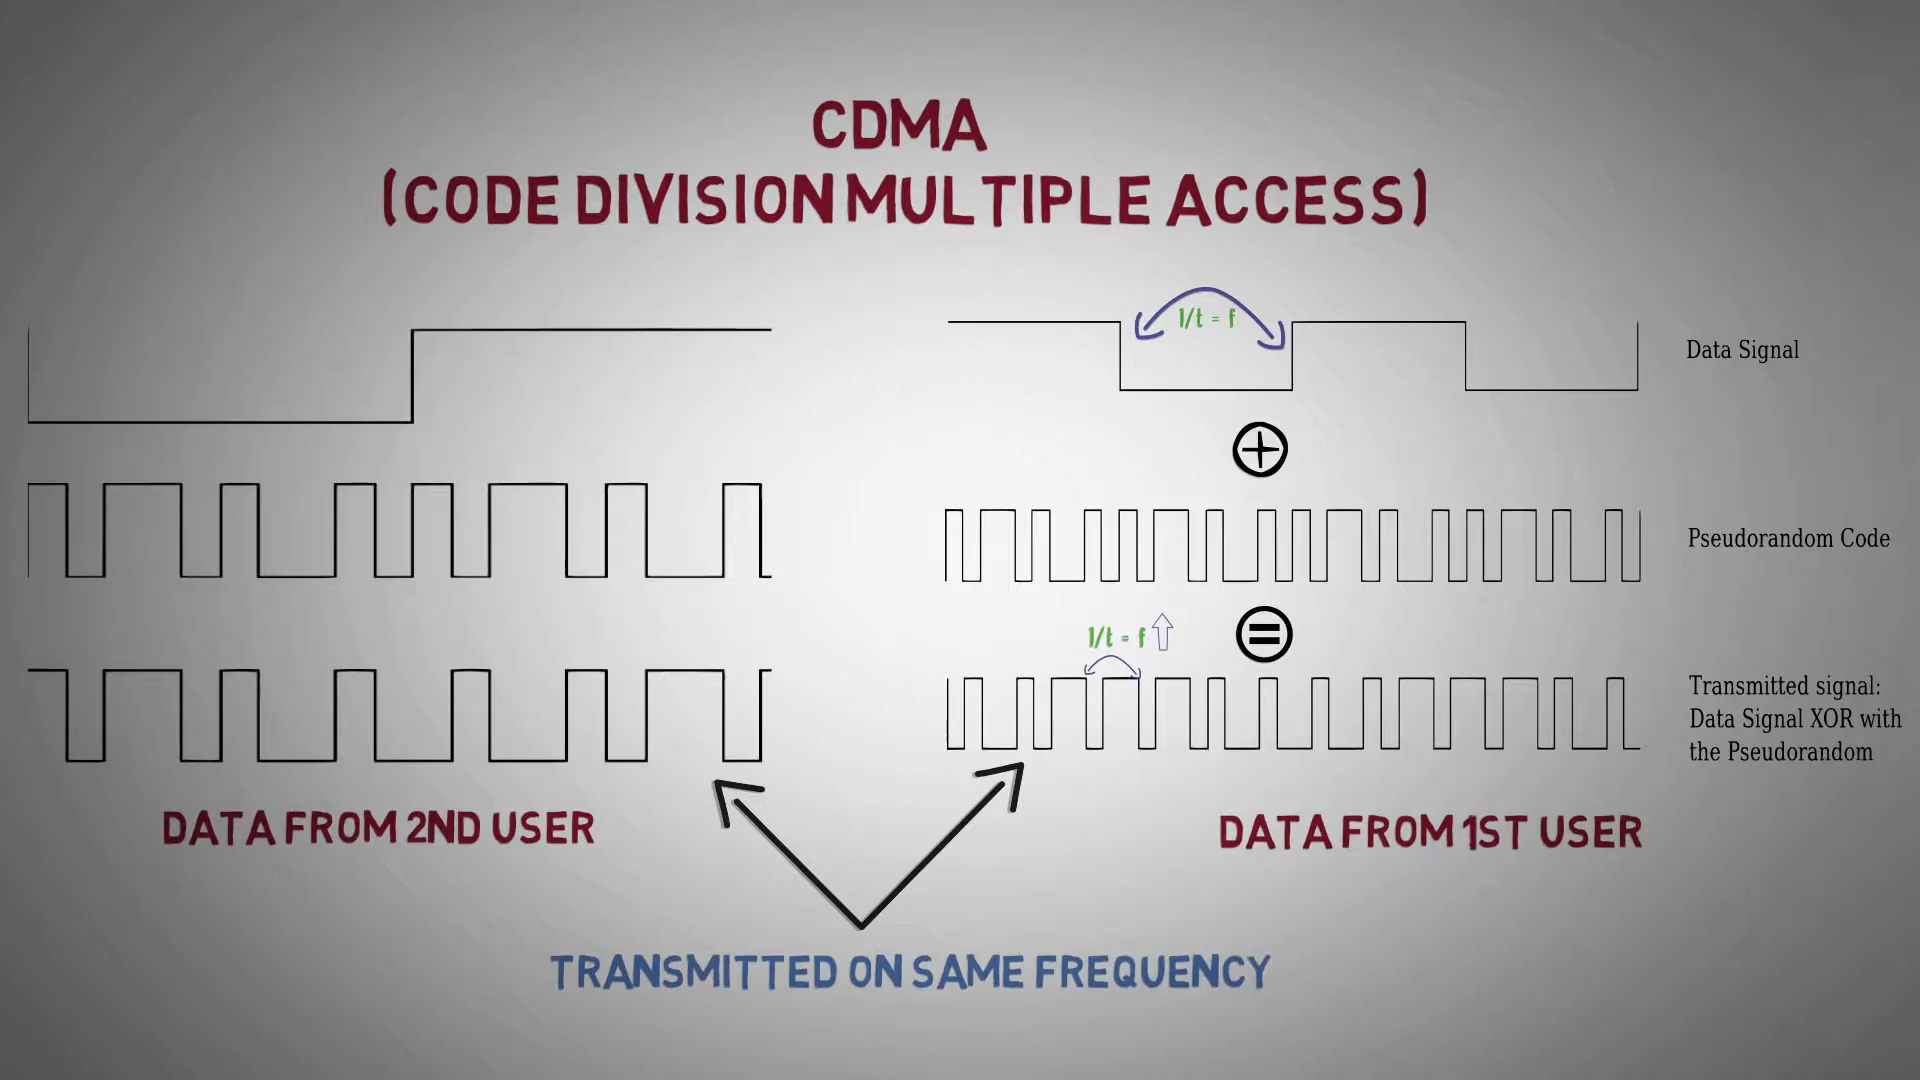 CDMA
(CODE DIVISION MULTIPLE ACCESS)
1/t = f
Data Signal
Pseudorandom Code
1/t = f
Transmitted signal:
Data Signal XOR with
the Pseudorandom
DATA FROM 2ND USER
DATA FROM 1ST USER
TRANSMITTED ON SAME FREQUENCY